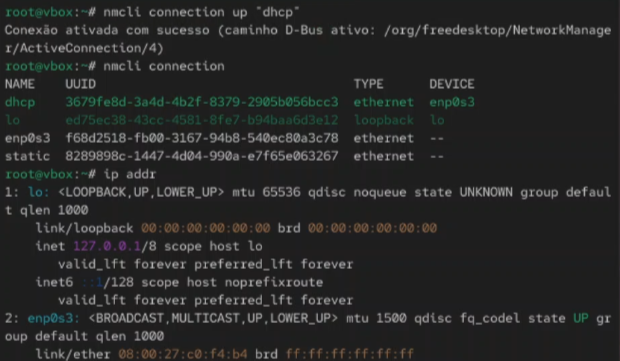 root@vbox:~# nmcli connection up "dhcp"
Conexão ativada com sucesso (caminho D-Bus ativo: /org/freedesktop/NetworkManage
r/ActiveConnection/4)
root@vbox:~# nmcli connection
NAME UUID TYPE DEVICE
dhcp 3679fe8d-3a4d-4b2f-8379-2905b056bcc3 ethernet enp0s3
lo ed75ec38-43cc-4581-8fe7-b94baa6d3e12 loopback lo
enp0s3 f68d2518-fb00-3167-94b8-540ec80a3c78 ethernet --
static 8289898c-1447-4d04-990a-e7f65e063267 ethernet --
root@vbox:~# ip addr
1: lo: <LOOPBACK,UP,LOWER_UP> mtu 65536 qdisc noqueue state UNKNOWN group defaul
t qlen 1000
link/loopback 00:00:00:00:00:00 brd 00:00:00:00:00:00
inet 127.0.0.1/8 scope host lo
valid_lft forever preferred_lft forever
inet6 ::1/128 scope host noprefixroute
valid_lft forever preferred_lft forever
2: enp0s3: <BROADCAST,MULTICAST,UP,LOWER_UP> mtu 1500 qdisc fq_codel state UP gr
oup default qlen 1000
link/ether 08:00:27:c0:f4:b4 brd ff:ff:ff:ff:ff:ff